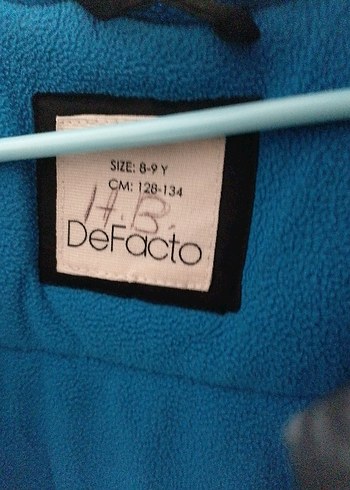 SIZE: 8-9 Y
CM: 128-134
H.B.
DeFacto